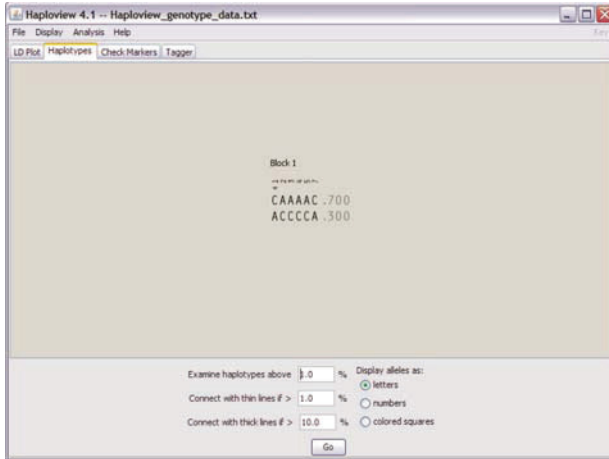 Haploview 4.1 -- Haploview_genotype_data.txt
File Display Analysis Help
LD Plot Haplotypes Check Markers Tagger
Block 1
CAAAAC .700
ACCCCA .300
Examine haplotypes above 1.0 %
Connect with thin lines if > 1.0 %
Connect with thick lines if > 10.0 %
Display alleles as:
letters
numbers
colored squares
Go